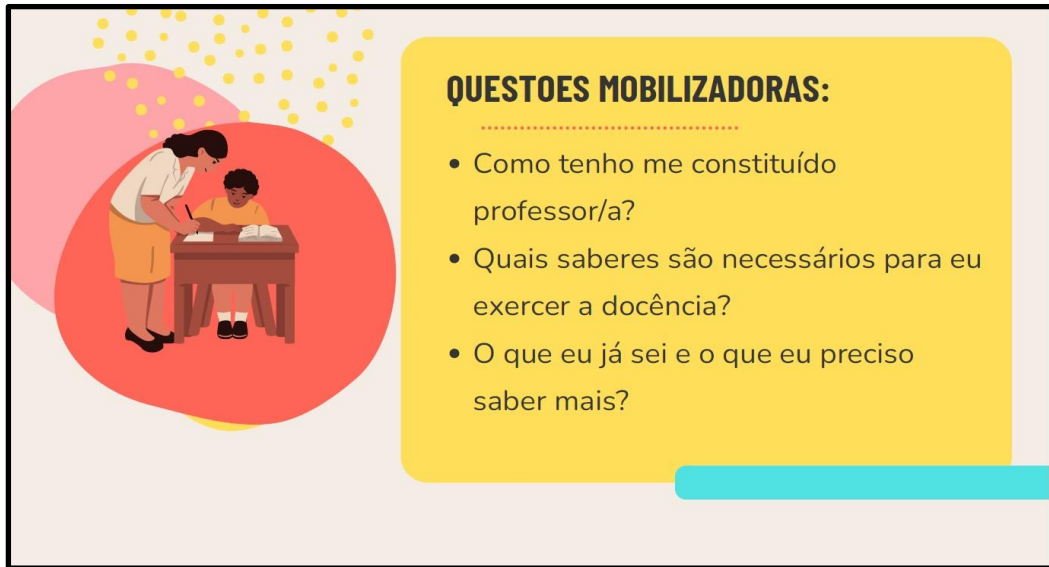 QUESTOES MOBILIZADORAS:
• Como tenho me constituído
professor/a?
• Quais saberes são necessários para eu
exercer a docência?
• O que eu já sei e o que eu preciso
saber mais?